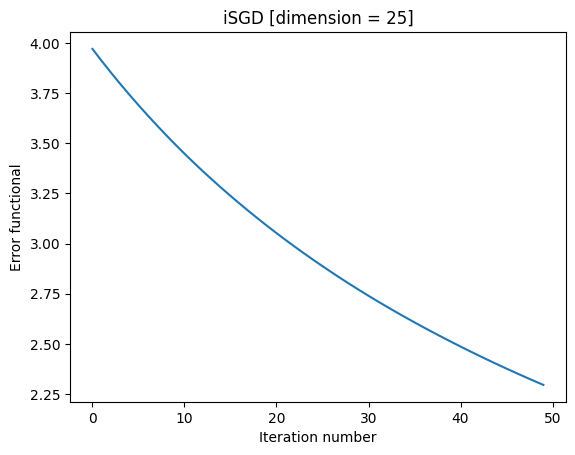 iSGD [dimension = 25]
4.00
3.75
3.50
3.25
3.00
2.75
2.50
2.25
Error functional
0 10 20 30 40 50
Iteration number